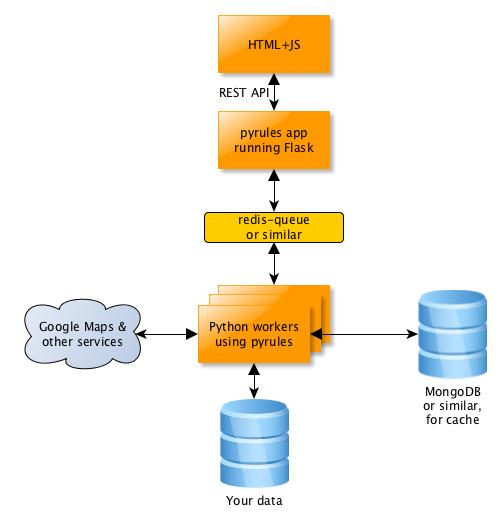 HTML+JS
REST API
pyrules app
running Flask
redis-queue
or similar
Google Maps &
other services
Python workers
using pyrules
MongoDB
or similar,
for cache
Your data